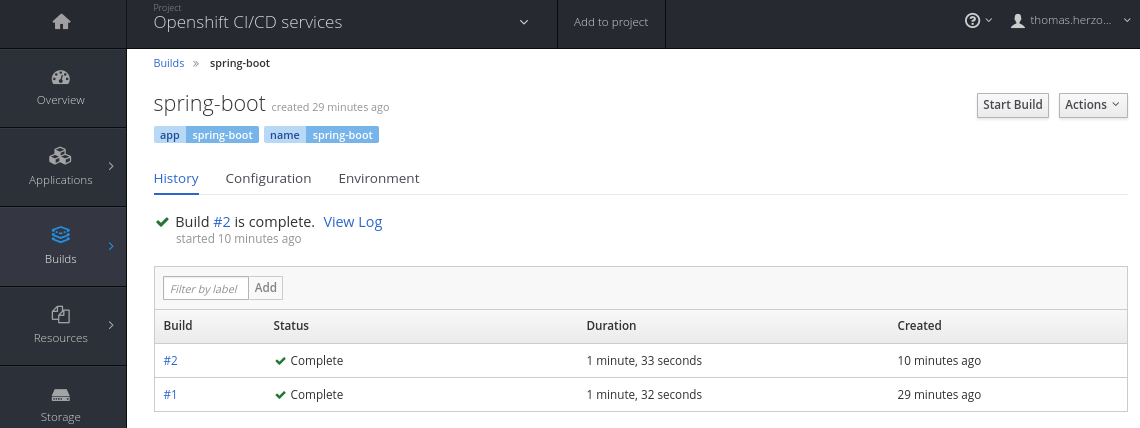 Project
Openshift CI/CD services
Add to project
thomas.herzo...
Overview
Applications
Builds
Resources
Storage
Builds » spring-boot
spring-boot created 29 minutes ago
Start Build
Actions
app spring-boot name spring-boot
History Configuration Environment
Build #2 is complete. View Log
started 10 minutes ago
Filter by label Add
Build Status Duration Created
#2 Complete 1 minute, 33 seconds 10 minutes ago
#1 Complete 1 minute, 32 seconds 29 minutes ago